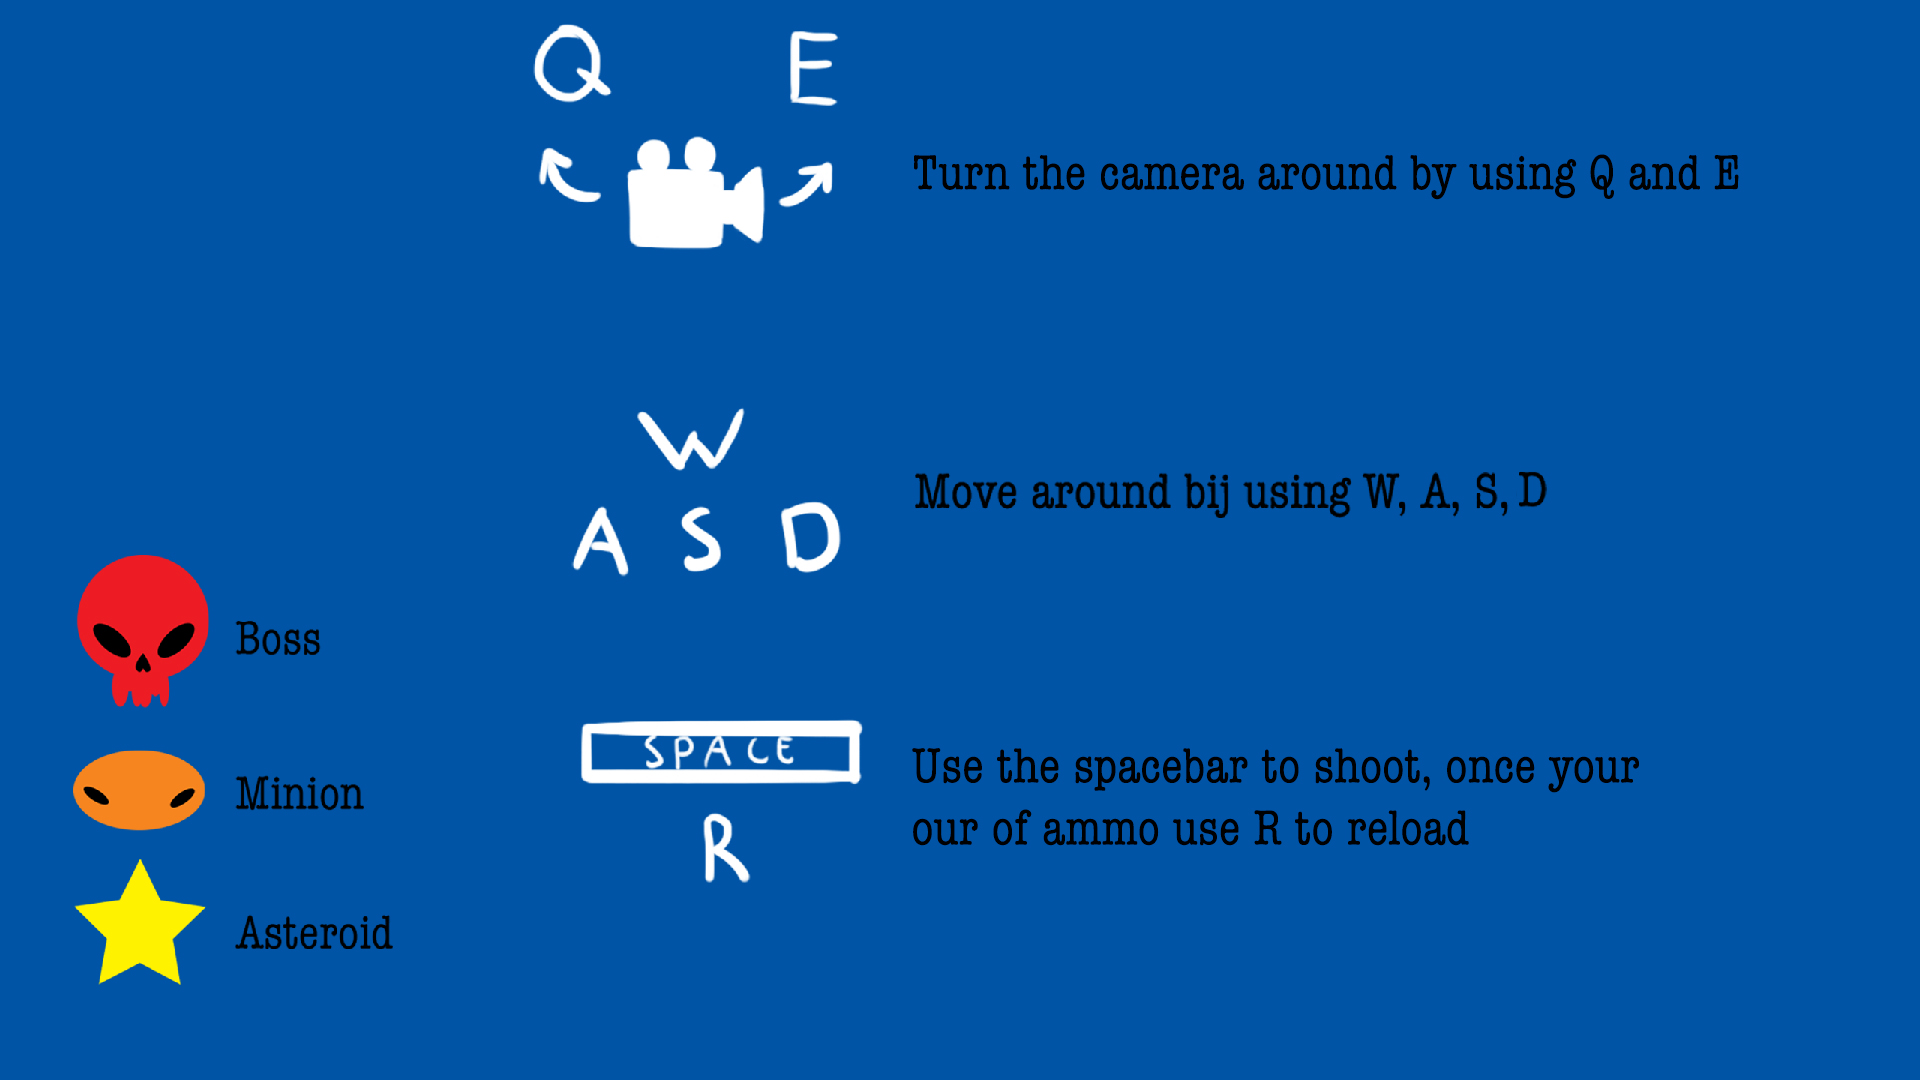 Q E
Turn the camera around by using Q and E
W
A S D
Move around bij using W, A, S, D
Boss
Minion
Asteroid
SPACE
R
Use the spacebar to shoot, once your
our of ammo use R to reload